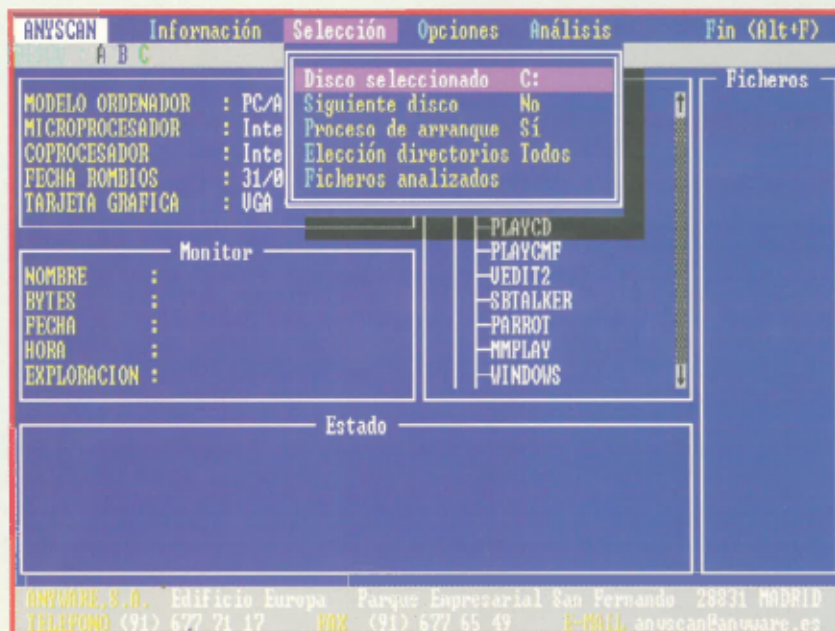 ANYSCAN Información Selección Opciones Análisis Fin (Alt+F)
A B C
Disco seleccionado C:
Siguiente disco No
Proceso de arranque Sí
Elección directorios Todos
Ficheros analizados
MODELO ORDENADOR : PC/A
MICROPROCESADOR : Inte
COPROCESADOR : Inte
FECHA ROMBIOS : 31/0
TARJETA GRAFICA : VGA
Monitor
NOMBRE :
BYTES :
FECHA :
HORA :
EXPLORACION :
PLAYCD
PLAYCMF
VEDIT2
SBTALKER
PARROT
MMPLAY
WINDOWS
Ficheros
Estado
ANYWARE,S.A. Edificio Europa Parque Empresarial San Fernando 28831 MADRID
TELEFONO (91) 677 71 17 FAX (91) 677 65 49 E-MAIL anyscan@anyware.es